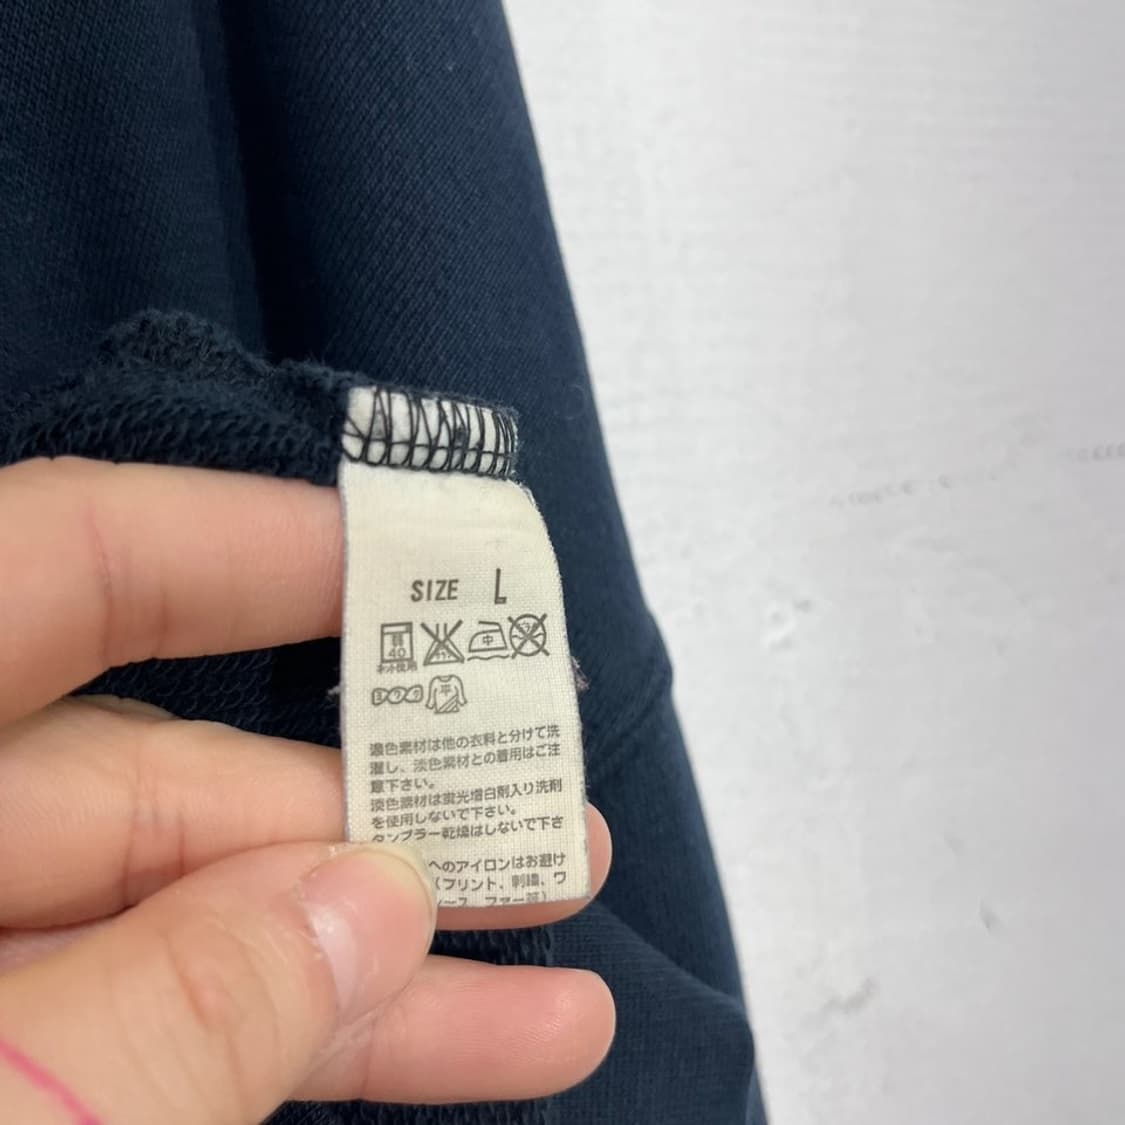 SIZE L
弱
40
中
ネット使用
平
濃色素材は他の衣料と分けて洗
濯し、淡色素材との着用はご注
意下さい。
淡色素材は蛍光増白剤入り洗剤
を使用しないで下さい。
タンブラー乾燥はしないで下さ
へのアイロンはお避け
(プリント、刺繍、ワ